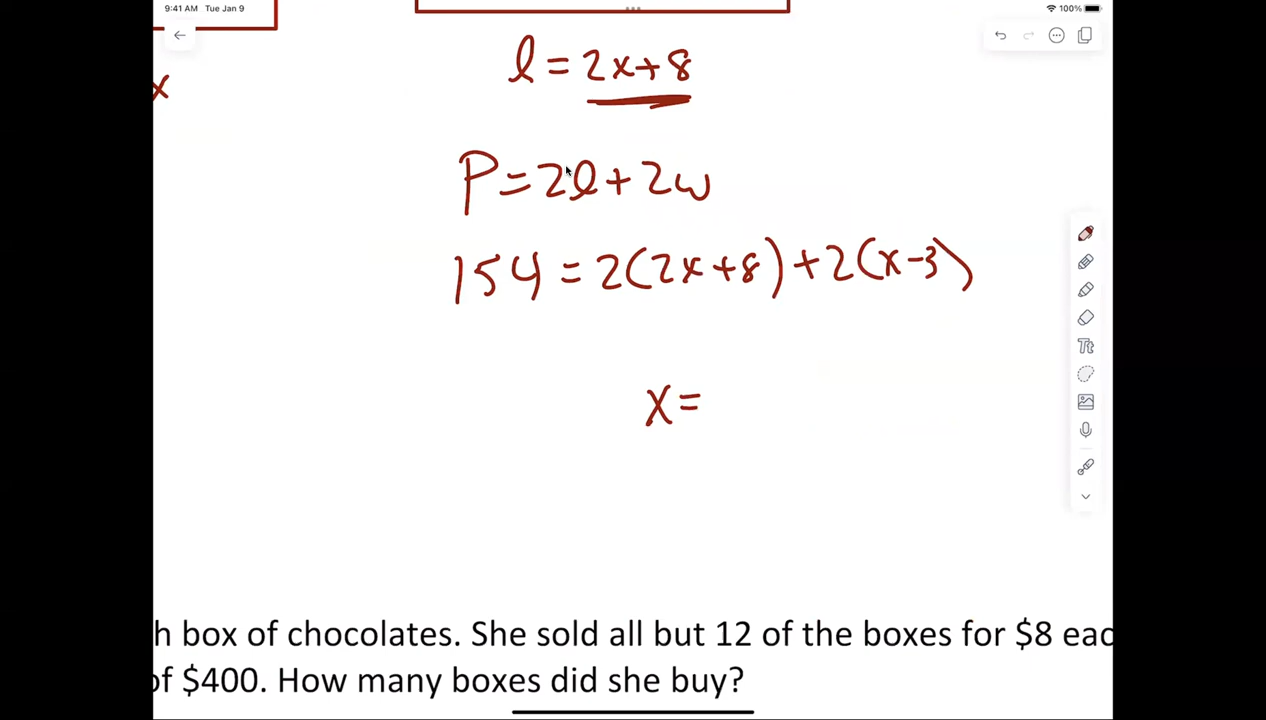 9:41 AM Tue Jan 9
100%
l = 2x+8
x
P = 2l + 2w
154 = 2(2x+8) + 2(x-3)
Tt
x =
h box of chocolates. She sold all but 12 of the boxes for $8 eac
of $400. How many boxes did she buy?